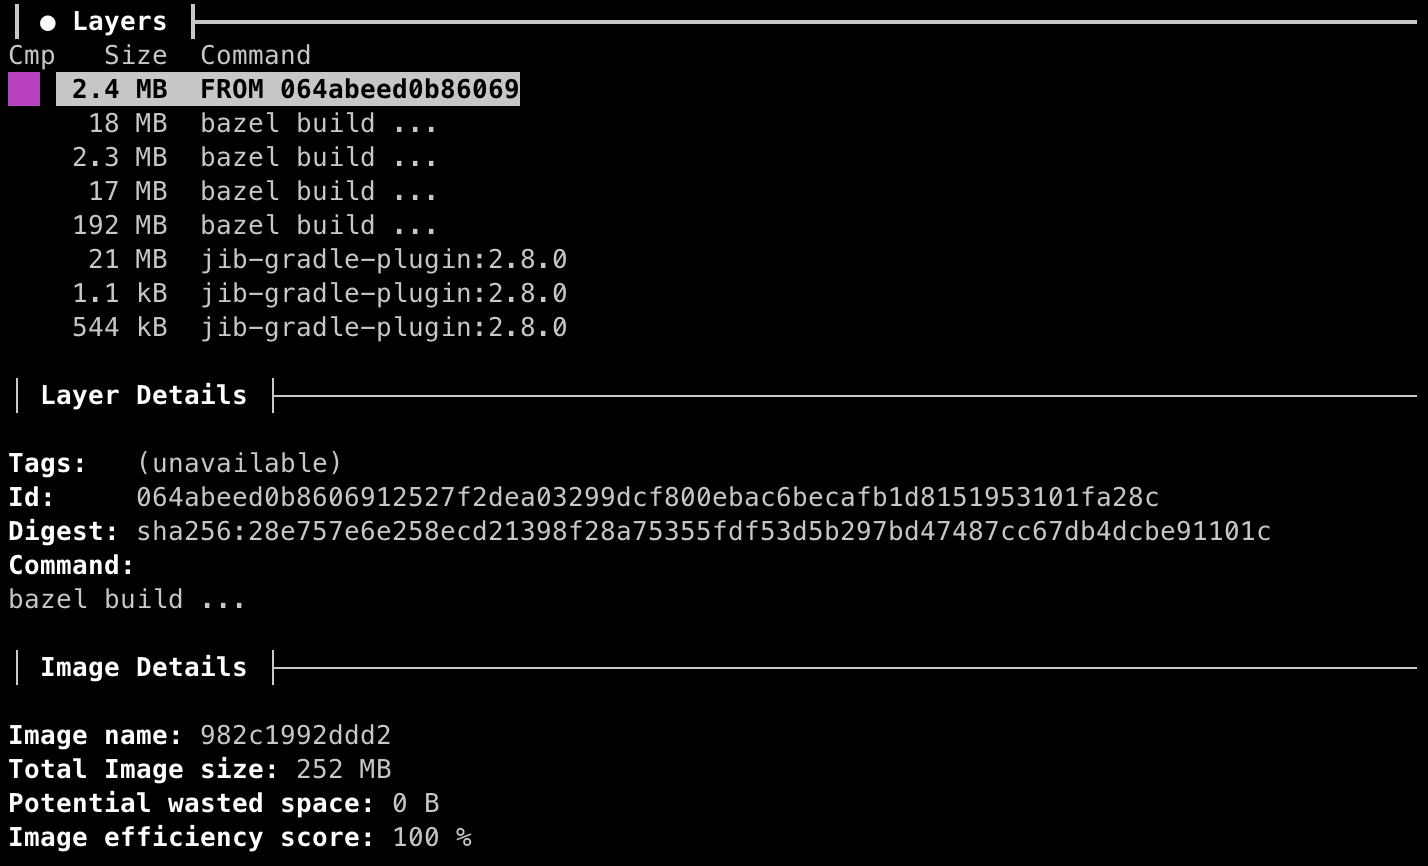 ● Layers
Cmp Size Command
2.4 MB FROM 064abeed0b86069
18 MB bazel build ...
2.3 MB bazel build ...
17 MB bazel build ...
192 MB bazel build ...
21 MB jib-gradle-plugin:2.8.0
1.1 kB jib-gradle-plugin:2.8.0
544 kB jib-gradle-plugin:2.8.0
Layer Details
Tags: (unavailable)
Id: 064abeed0b8606912527f2dea03299dcf800ebac6becafb1d8151953101fa28c
Digest: sha256:28e757e6e258ecd21398f28a75355fdf53d5b297bd47487cc67db4dcbe91101c
Command:
bazel build ...
Image Details
Image name: 982c1992ddd2
Total Image size: 252 MB
Potential wasted space: 0 B
Image efficiency score: 100 %